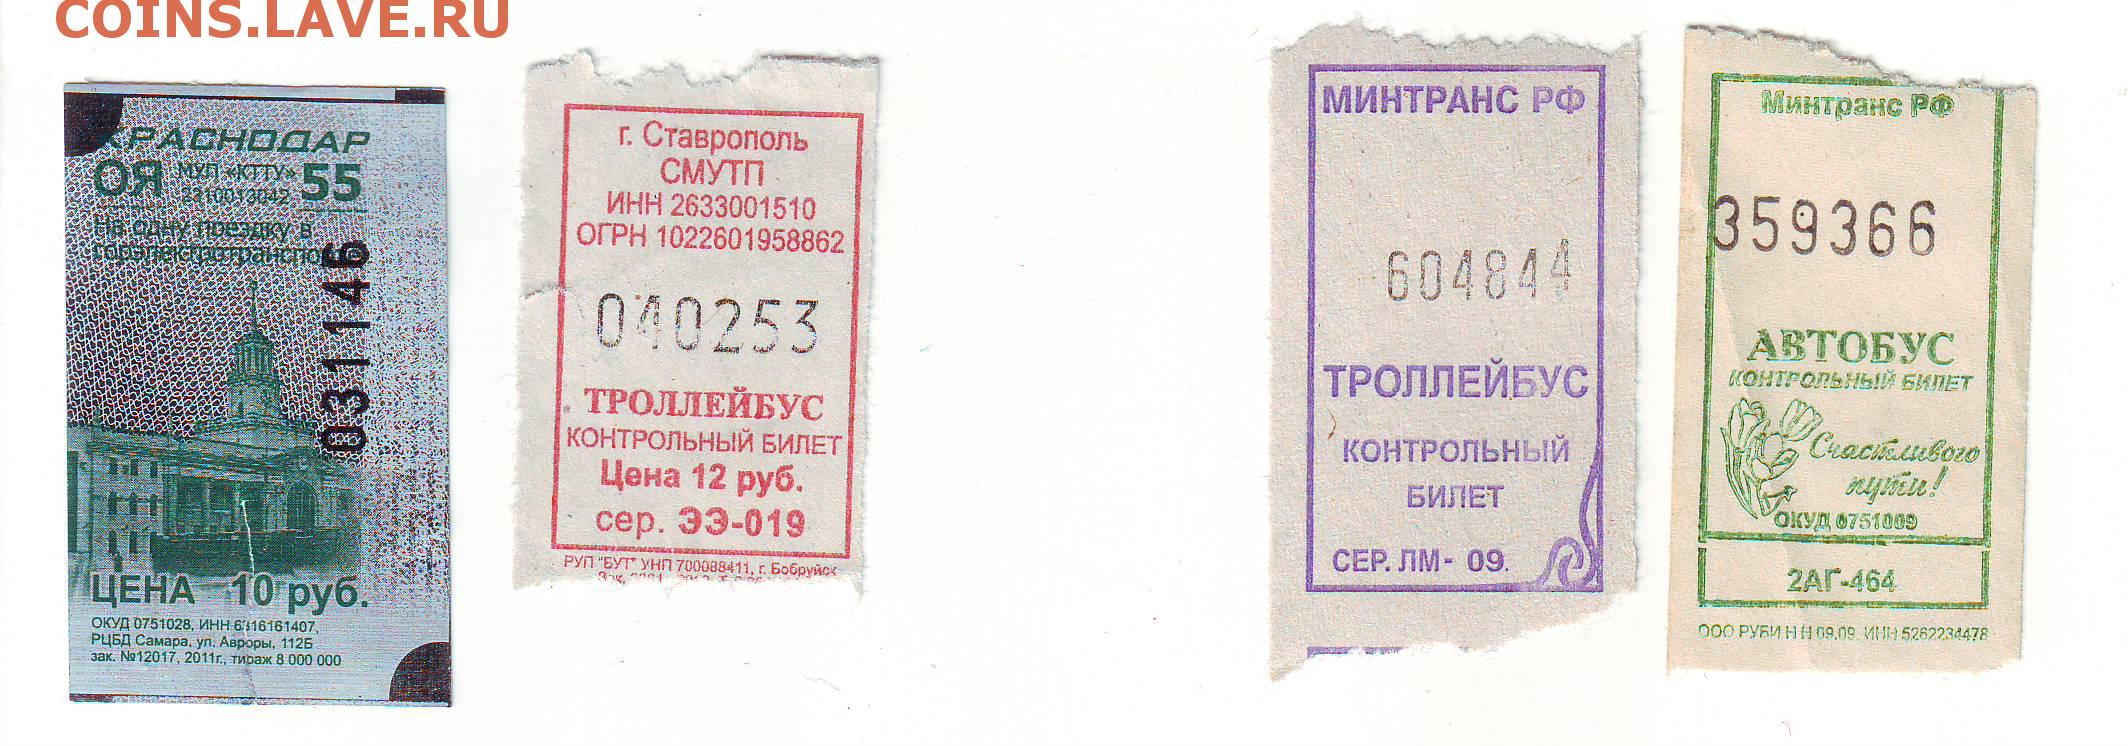 COINS.LAVE.RU
КРАСНОДАР
ОЯ МУП «КТТУ» 55
2310013042
на одну поездку в
горэлектротранспорте
031146
ЦЕНА 10 руб.
ОКУД 0751028, ИНН 6316161407,
РЦБД Самара, ул. Авроры, 112Б
зак. №12017, 2011г., тираж 8 000 000
г. Ставрополь
СМУТП
ИНН 2633001510
ОГРН 1022601958862
040253
ТРОЛЛЕЙБУС
КОНТРОЛЬНЫЙ БИЛЕТ
Цена 12 руб.
сер. ЭЭ-019
РУП "БУТ" УНП 700088411, г. Бобруйск
МИНТРАНС РФ
604844
ТРОЛЛЕЙБУС
КОНТРОЛЬНЫЙ
БИЛЕТ
СЕР. ЛМ- 09.
Минтранс РФ
359366
АВТОБУС
КОНТРОЛЬНЫЙ БИЛЕТ
Счастливого
пути!
ОКУД 0751009
2АГ-464
ООО РУБИ Н Н 09.09. ИНН 5262234478